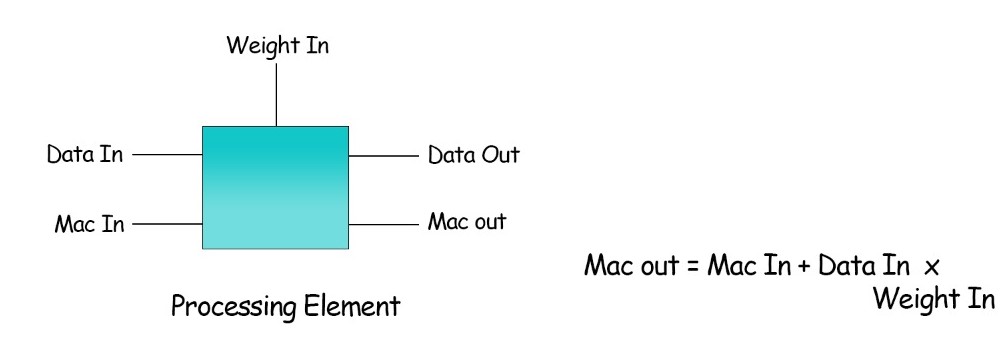 Weight In
Data In
Data Out
Mac In
Mac out
Mac out = Mac In + Data In x
Weight In
Processing Element